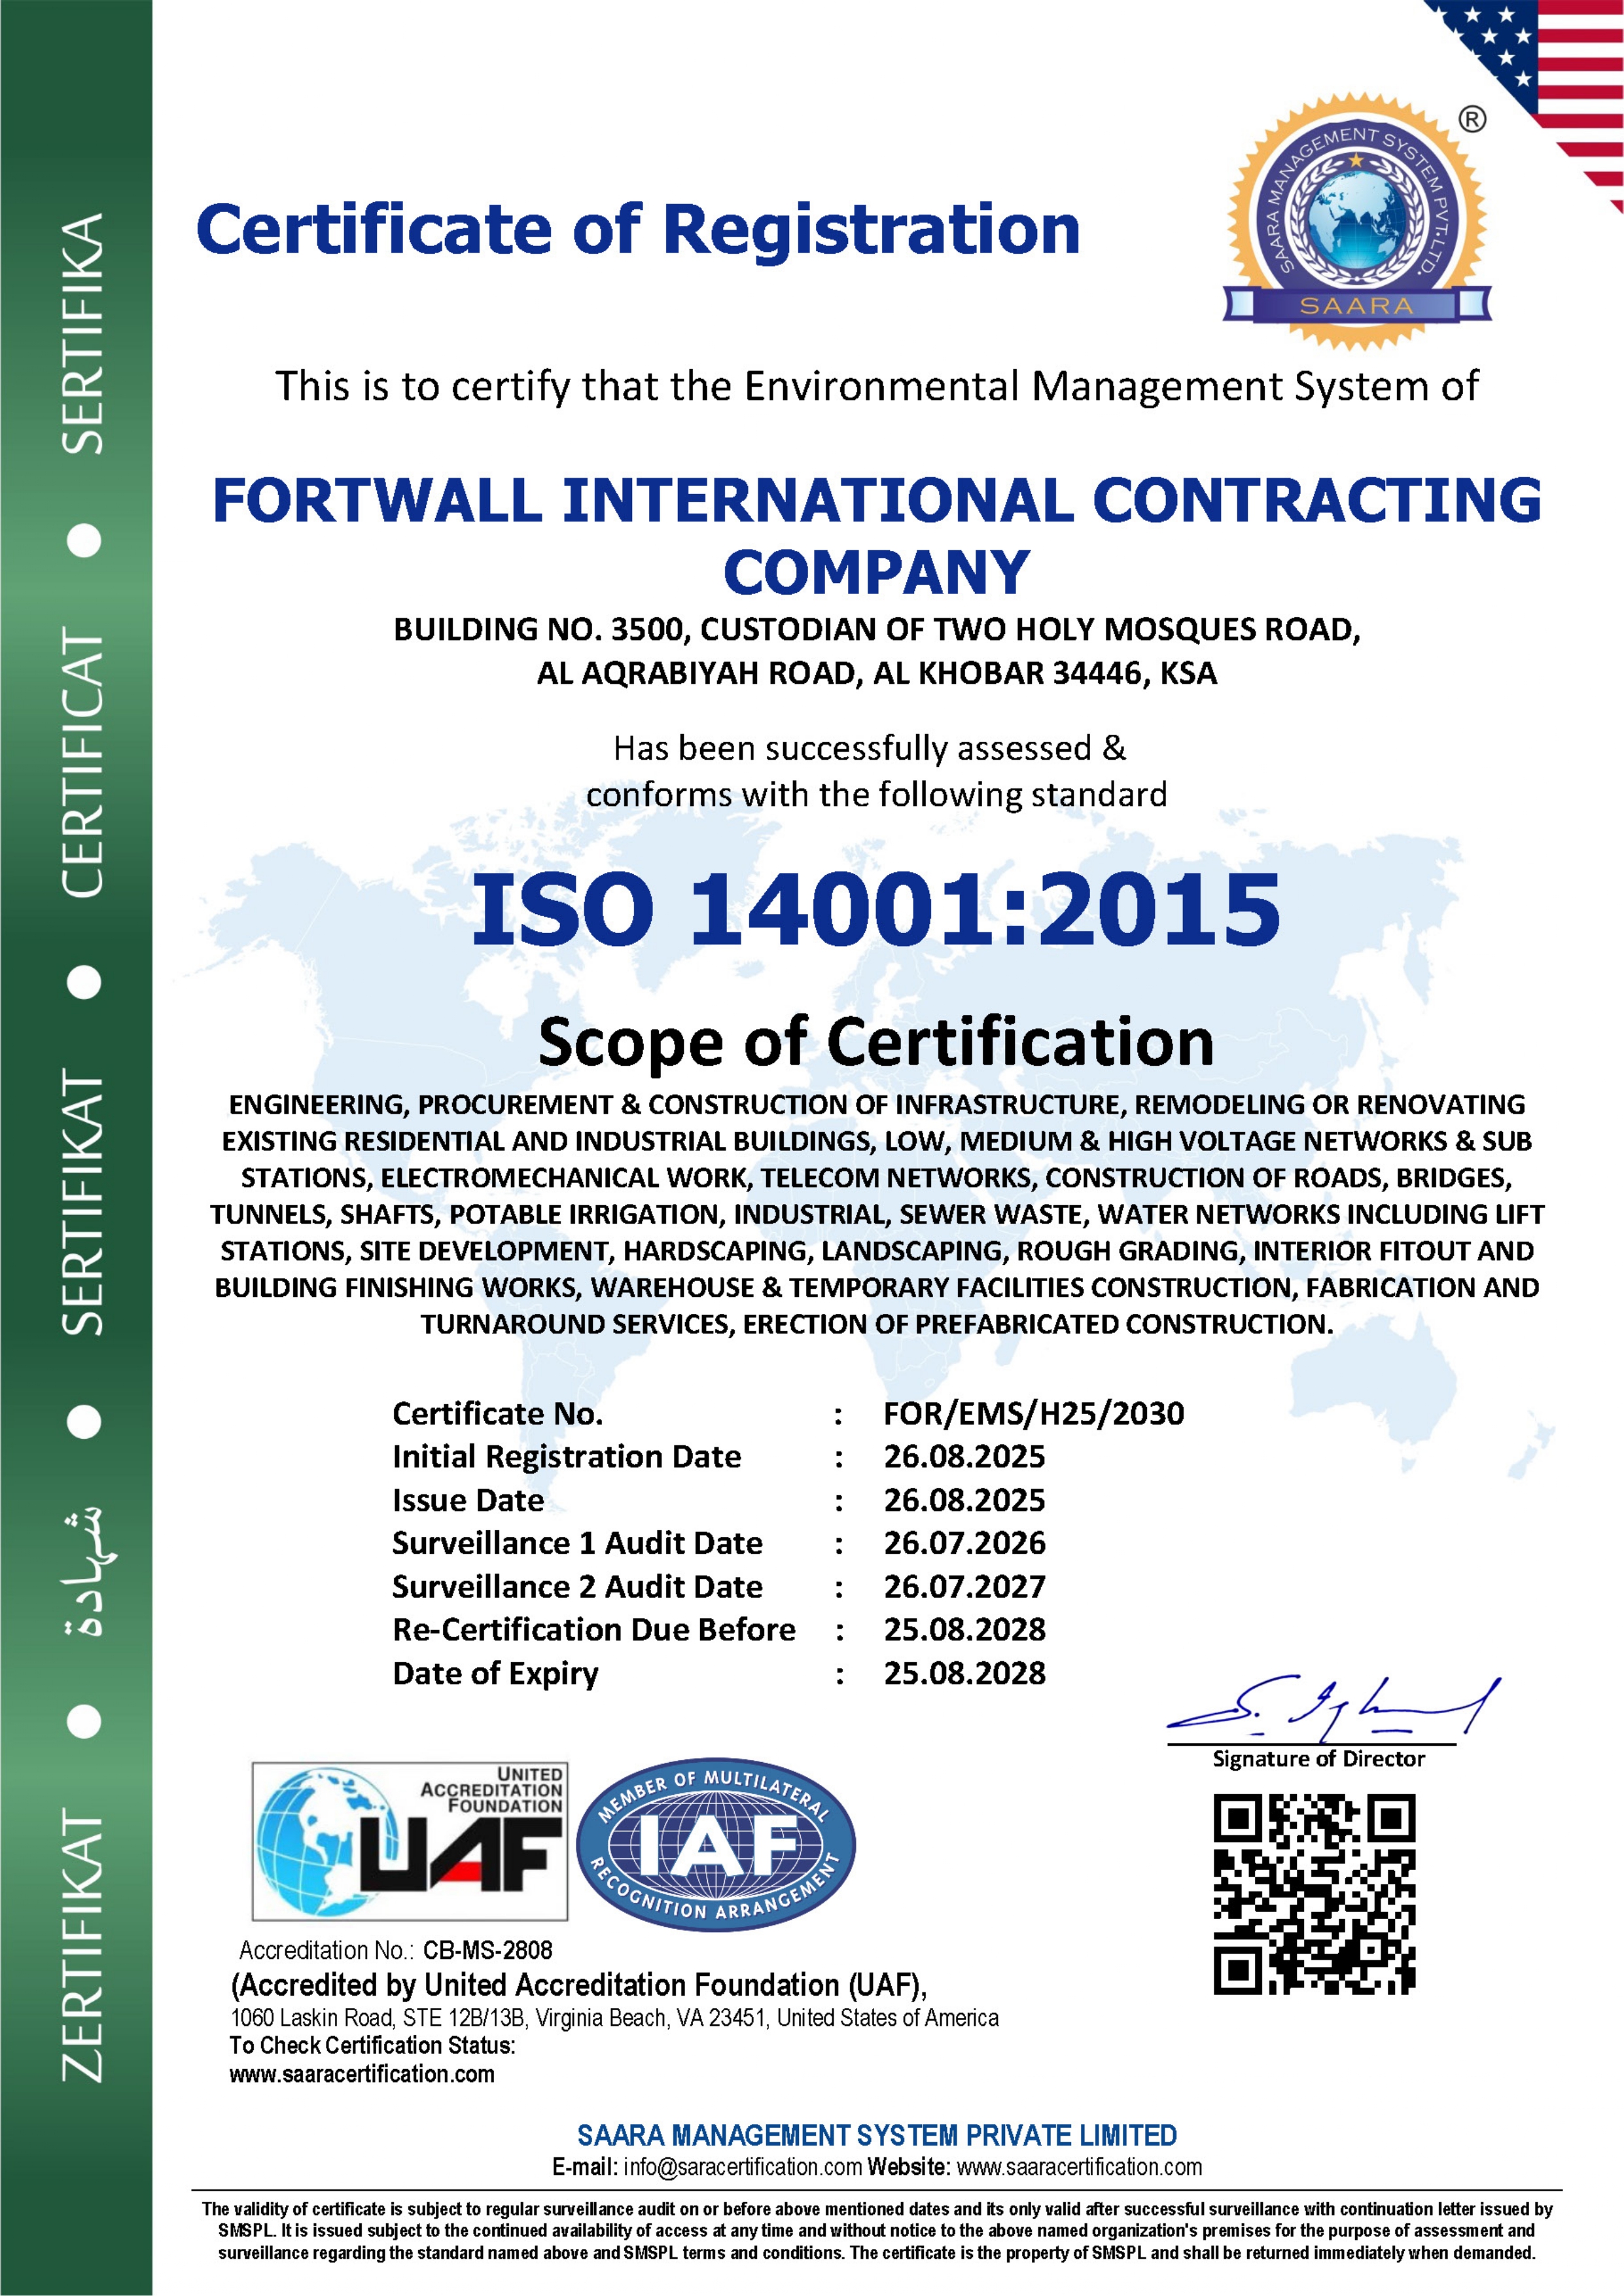 SERTIFIKA
CERTIFICAT
SERTIFIKAT
شهادة
ZERTIFIKAT
SAARA MANAGEMENT SYSTEM PVT. LTD.
SAARA
®
Certificate of Registration
This is to certify that the Environmental Management System of
FORTWALL INTERNATIONAL CONTRACTING
COMPANY
BUILDING NO. 3500, CUSTODIAN OF TWO HOLY MOSQUES ROAD,
AL AQRABIYAH ROAD, AL KHOBAR 34446, KSA
Has been successfully assessed &
conforms with the following standard
ISO 14001:2015
Scope of Certification
ENGINEERING, PROCUREMENT & CONSTRUCTION OF INFRASTRUCTURE, REMODELING OR RENOVATING
EXISTING RESIDENTIAL AND INDUSTRIAL BUILDINGS, LOW, MEDIUM & HIGH VOLTAGE NETWORKS & SUB
STATIONS, ELECTROMECHANICAL WORK, TELECOM NETWORKS, CONSTRUCTION OF ROADS, BRIDGES,
TUNNELS, SHAFTS, POTABLE IRRIGATION, INDUSTRIAL, SEWER WASTE, WATER NETWORKS INCLUDING LIFT
STATIONS, SITE DEVELOPMENT, HARDSCAPING, LANDSCAPING, ROUGH GRADING, INTERIOR FITOUT AND
BUILDING FINISHING WORKS, WAREHOUSE & TEMPORARY FACILITIES CONSTRUCTION, FABRICATION AND
TURNAROUND SERVICES, ERECTION OF PREFABRICATED CONSTRUCTION.
Certificate No. : FOR/EMS/H25/2030
Initial Registration Date : 26.08.2025
Issue Date : 26.08.2025
Surveillance 1 Audit Date : 26.07.2026
Surveillance 2 Audit Date : 26.07.2027
Re-Certification Due Before : 25.08.2028
Date of Expiry : 25.08.2028
Signature of Director
UNITED
ACCREDITATION
FOUNDATION
UAF
MEMBER OF MULTILATERAL
IAF
RECOGNITION ARRANGEMENT
Accreditation No.: CB-MS-2808
(Accredited by United Accreditation Foundation (UAF),
1060 Laskin Road, STE 12B/13B, Virginia Beach, VA 23451, United States of America
To Check Certification Status:
www.saaracertification.com
SAARA MANAGEMENT SYSTEM PRIVATE LIMITED
E-mail: info@saracertification.com Website: www.saaracertification.com
The validity of certificate is subject to regular surveillance audit on or before above mentioned dates and its only valid after successful surveillance with continuation letter issued by
SMSPL. It is issued subject to the continued availability of access at any time and without notice to the above named organization's premises for the purpose of assessment and
surveillance regarding the standard named above and SMSPL terms and conditions. The certificate is the property of SMSPL and shall be returned immediately when demanded.